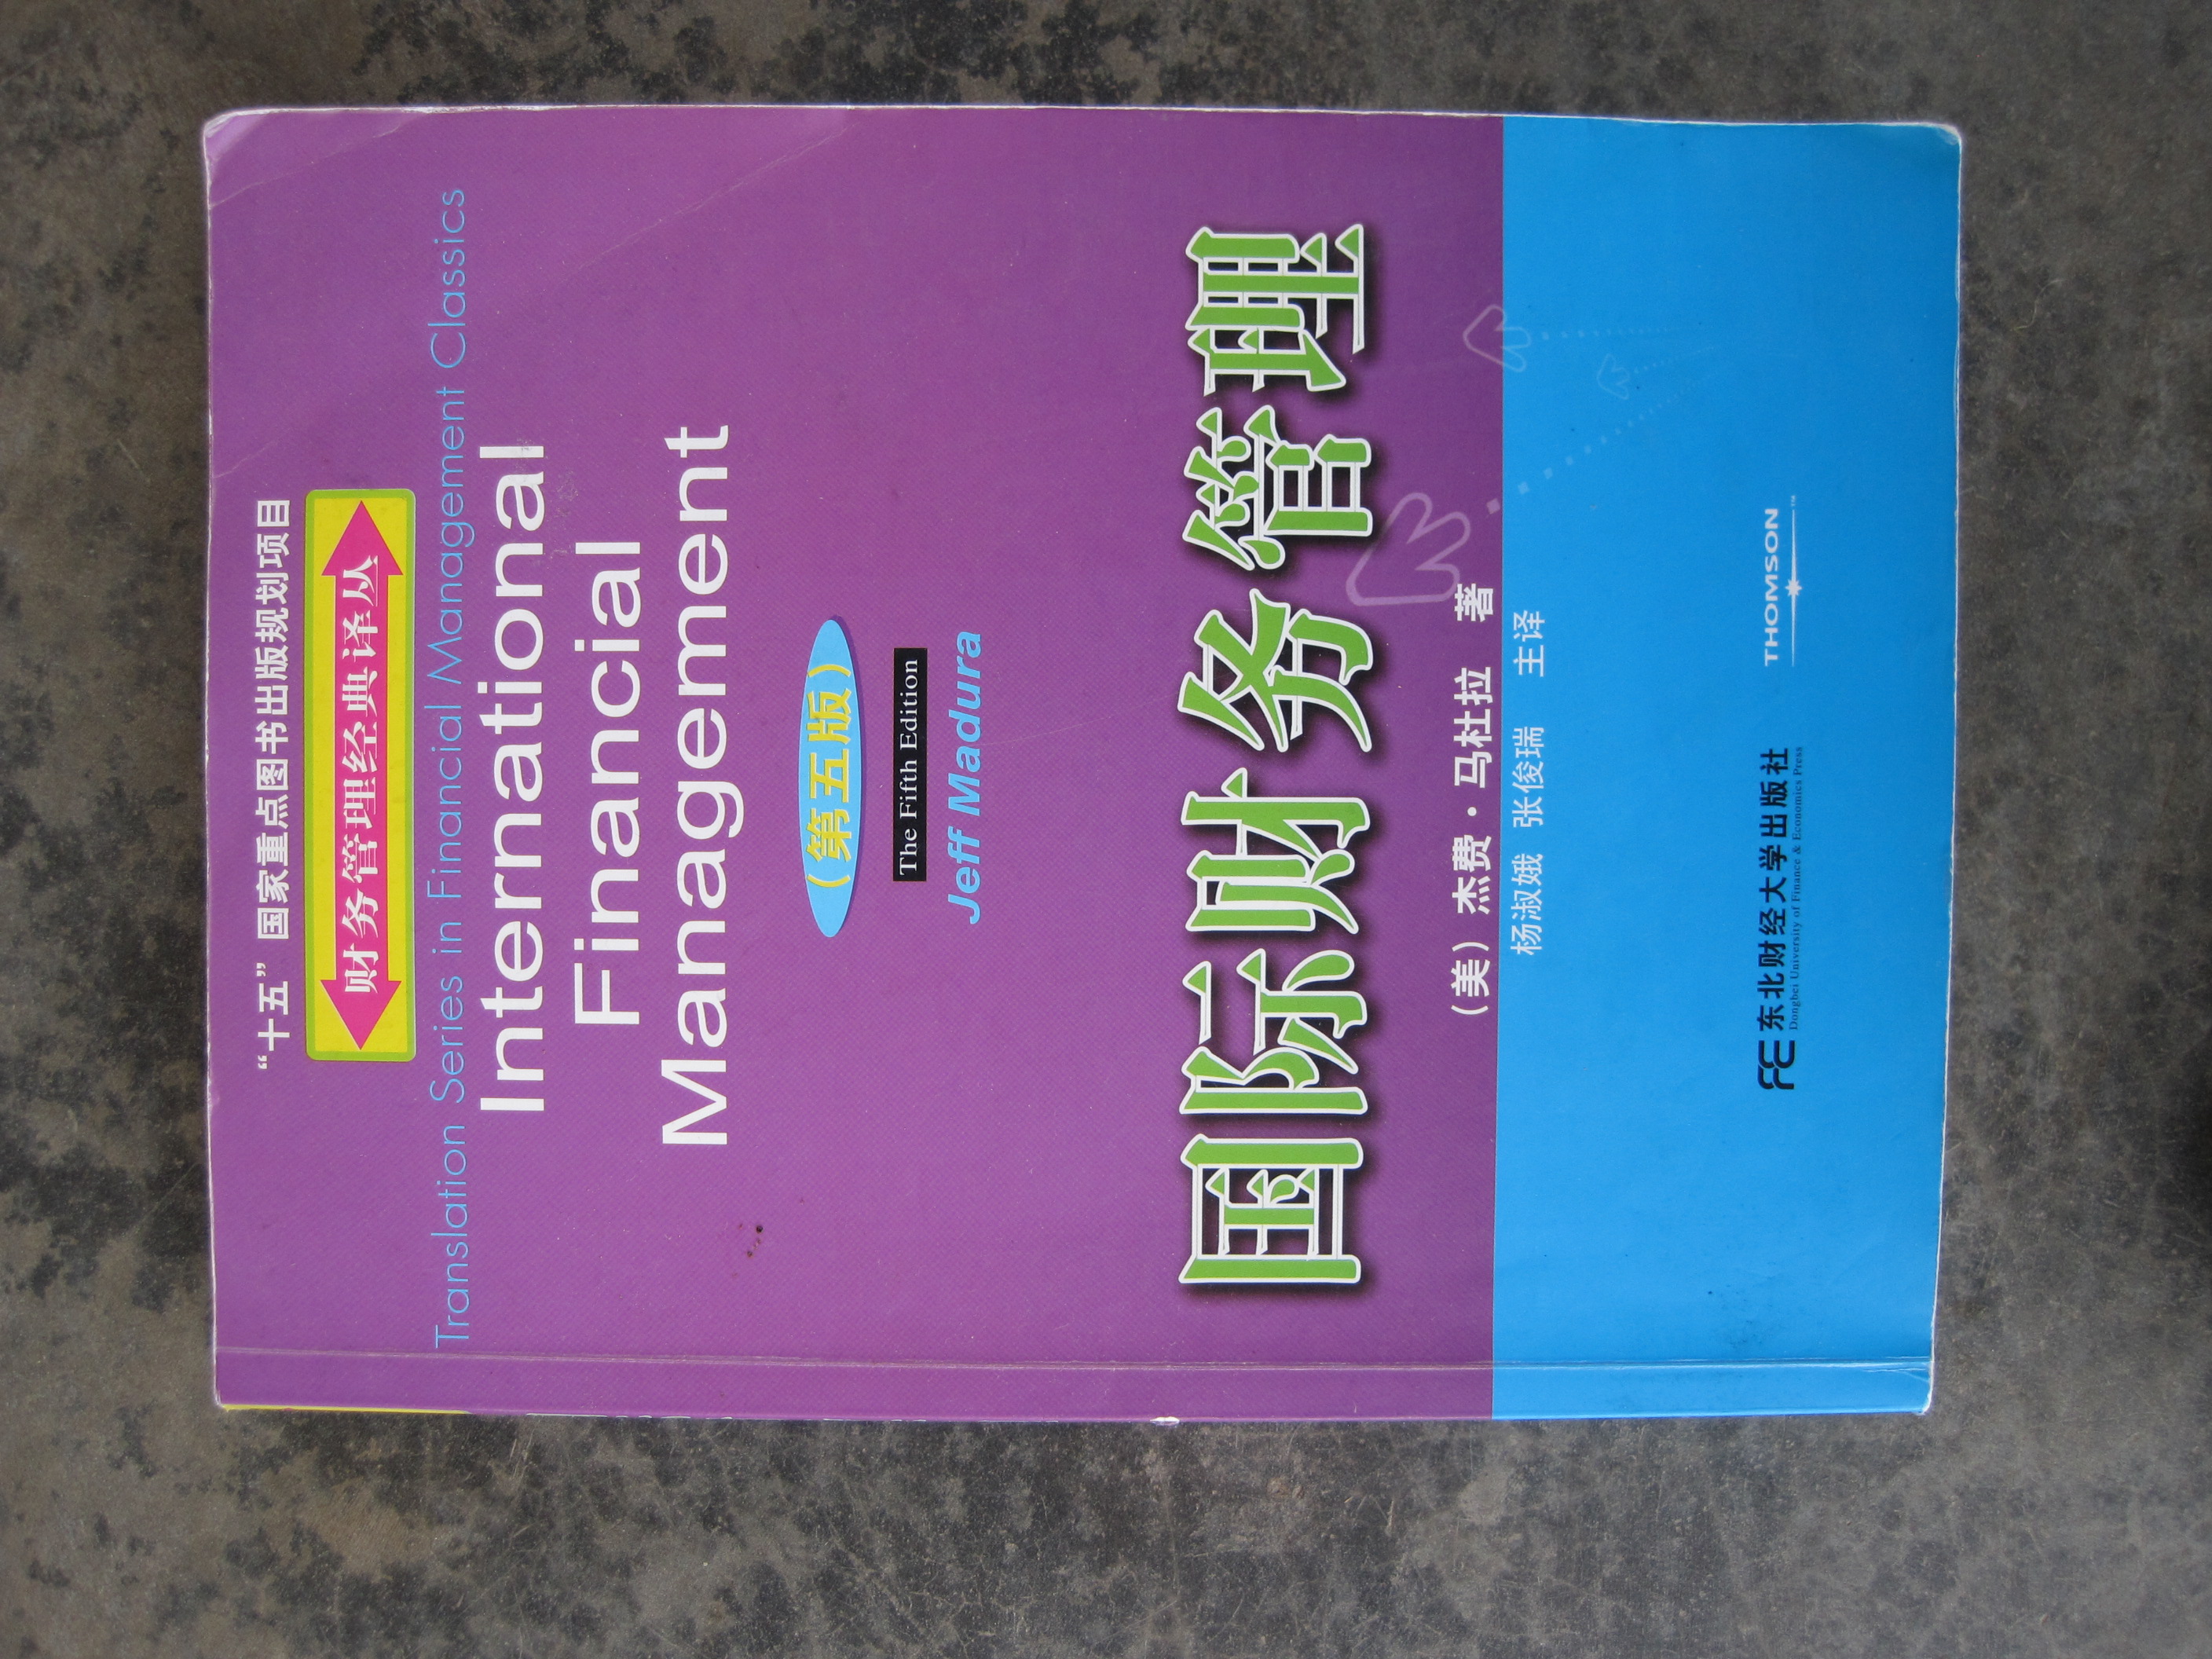 “十五”国家重点图书出版规划项目
财务管理经典译丛
Translation Series in Financial Management Classics
International
Financial
Management
(第五版)
The Fifth Edition
Jeff Madura
国际财务管理
(美) 杰费·马杜拉 著
杨淑娥 张俊瑞 主译
东北财经大学出版社
Dongbei University of Finance & Economics Press
THOMSON
™